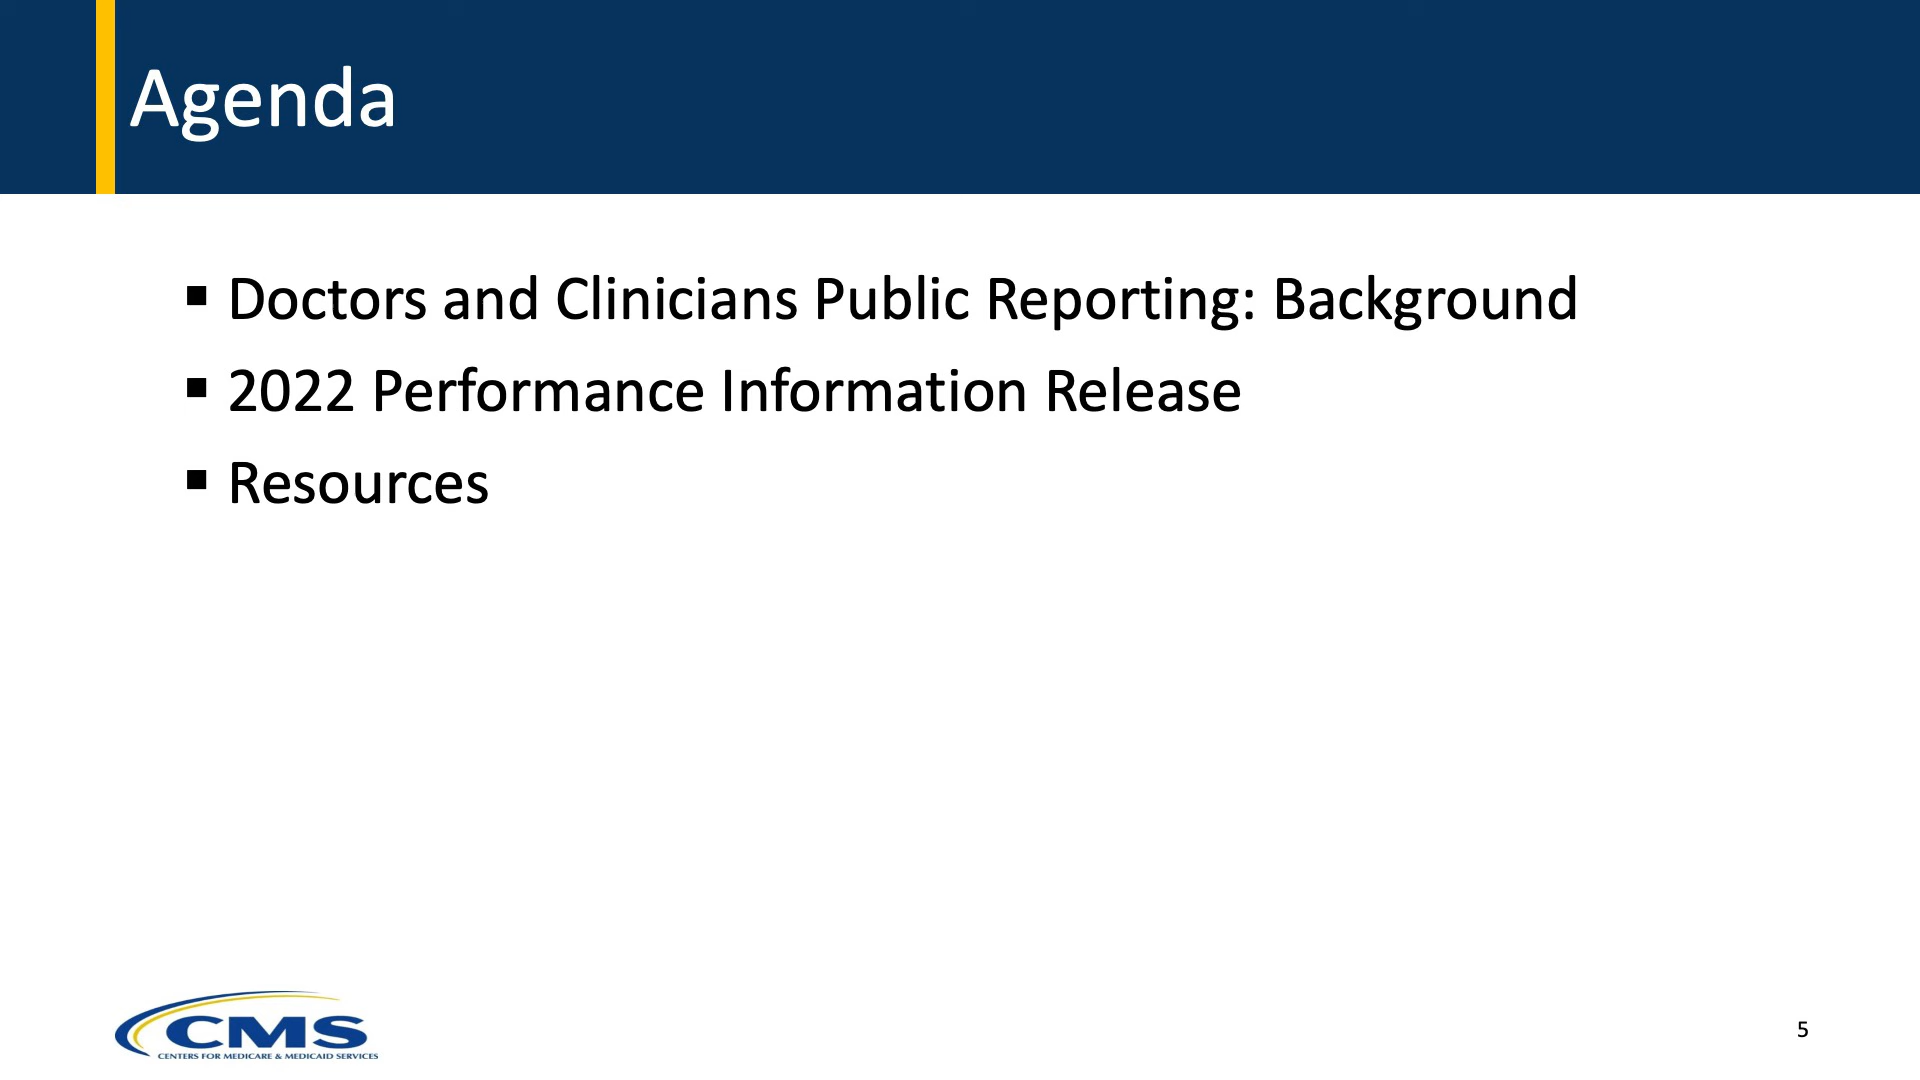 Agenda
▪ Doctors and Clinicians Public Reporting: Background
▪ 2022 Performance Information Release
▪ Resources
CMS
CENTERS FOR MEDICARE & MEDICAID SERVICES
5